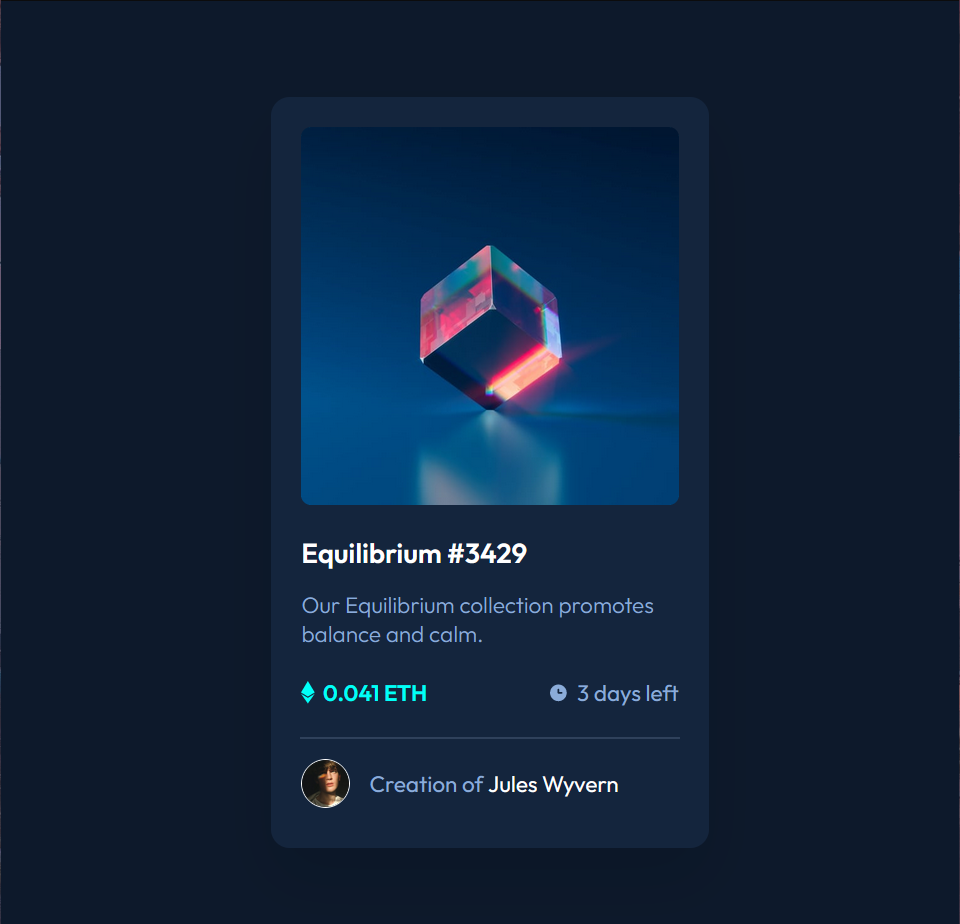 Equilibrium #3429
Our Equilibrium collection promotes
balance and calm.
0.041 ETH
3 days left
Creation of Jules Wyvern